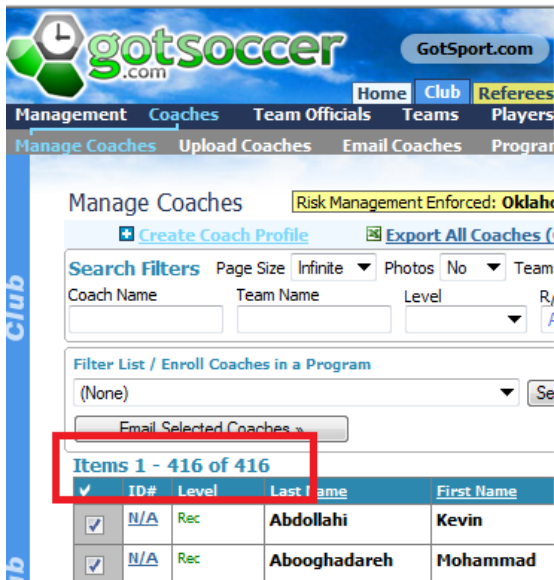 gotsoccer
.com
GotSport.com
Home Club Referees
Management Coaches Team Officials Teams Players
Manage Coaches Upload Coaches Email Coaches
Manage Coaches
Risk Management Enforced:
Create Coach Profile Export All Coaches (
Search Filters Page Size Infinite Photos No Team
Coach Name Team Name Level
Club
Filter List / Enroll Coaches in a Program
(None)
Email Selected Coaches »
Items 1 - 416 of 416
ID# Level Last Name First Name
N/A Rec Abdollahi Kevin
N/A Rec Abooghadareh Mohammad